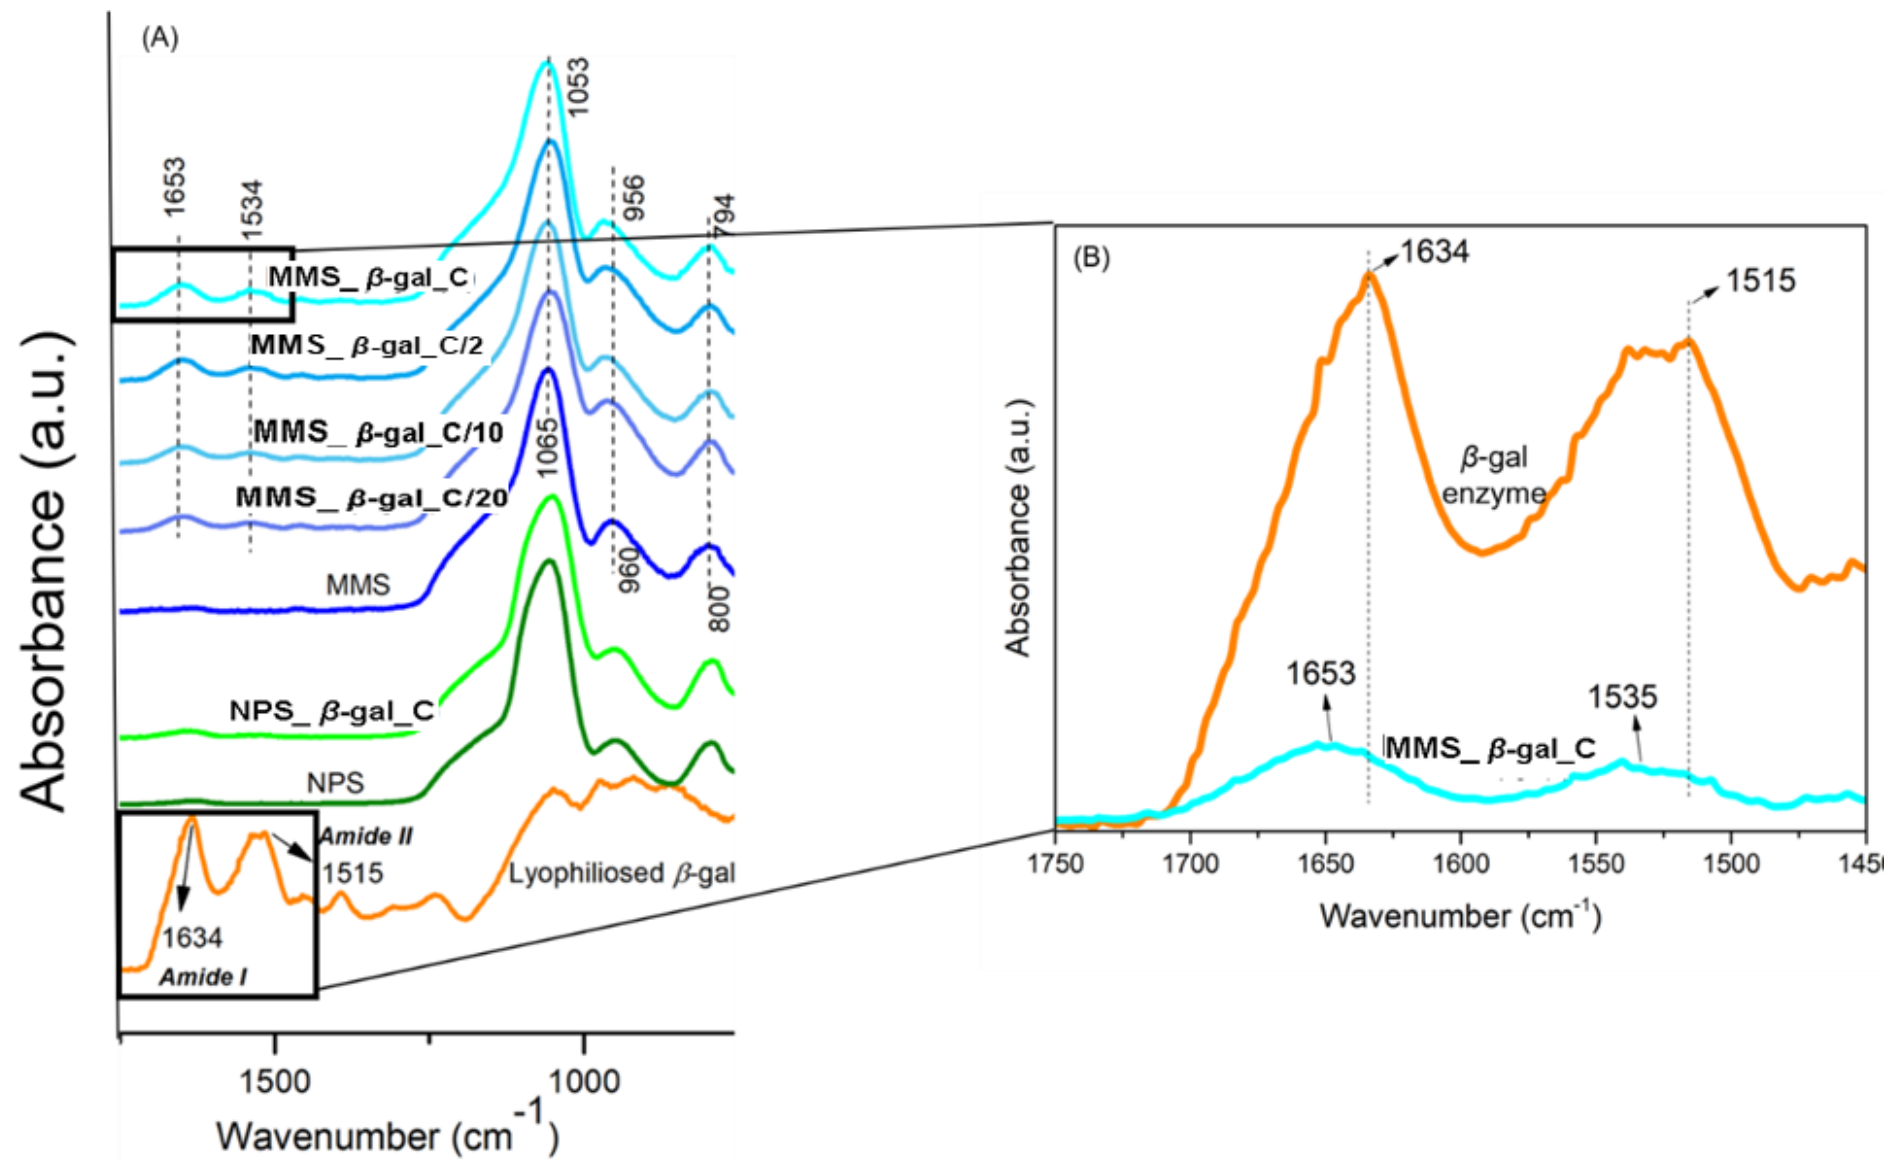 (A)
1053
1653
1534
956
794
MMS_ β-gal_C
MMS_ β-gal_C/2
MMS_ β-gal_C/10
1065
MMS_ β-gal_C/20
MMS
960
800
NPS_ β-gal_C
NPS
Amide II
1515
Lyophiliosed β-gal
1634
Amide I
Absorbance (a.u.)
1500 1000
Wavenumber (cm-1)
(B)
1634
1515
β-gal
enzyme
1653
1535
MMS_ β-gal_C
Absorbance (a.u.)
1750 1700 1650 1600 1550 1500 145
Wavenumber (cm-1)